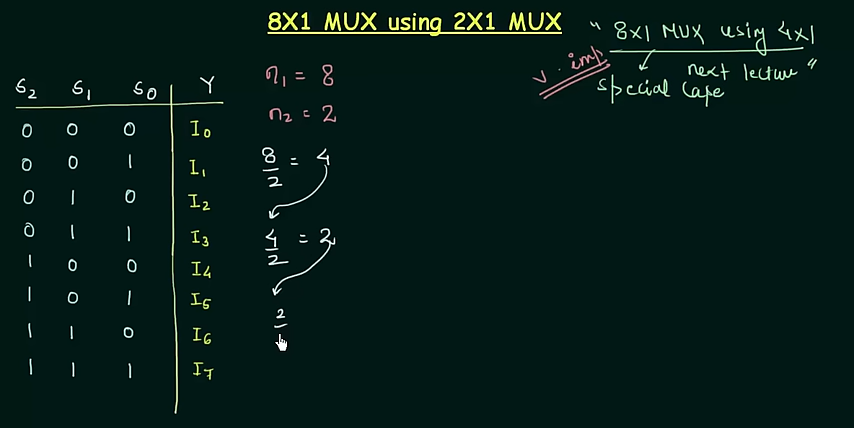 8X1 MUX using 2X1 MUX
" 8x1 MUX using 4x1
next lecture "
v. imp
special case
n₁ = 8
n₂ = 2
S₂ S₁ S₀ Y
0 0 0 I₀
0 0 1 I₁
0 1 0 I₂
0 1 1 I₃
1 0 0 I₄
1 0 1 I₅
1 1 0 I₆
1 1 1 I₇
8/2 = 4
4/2 = 2
2/